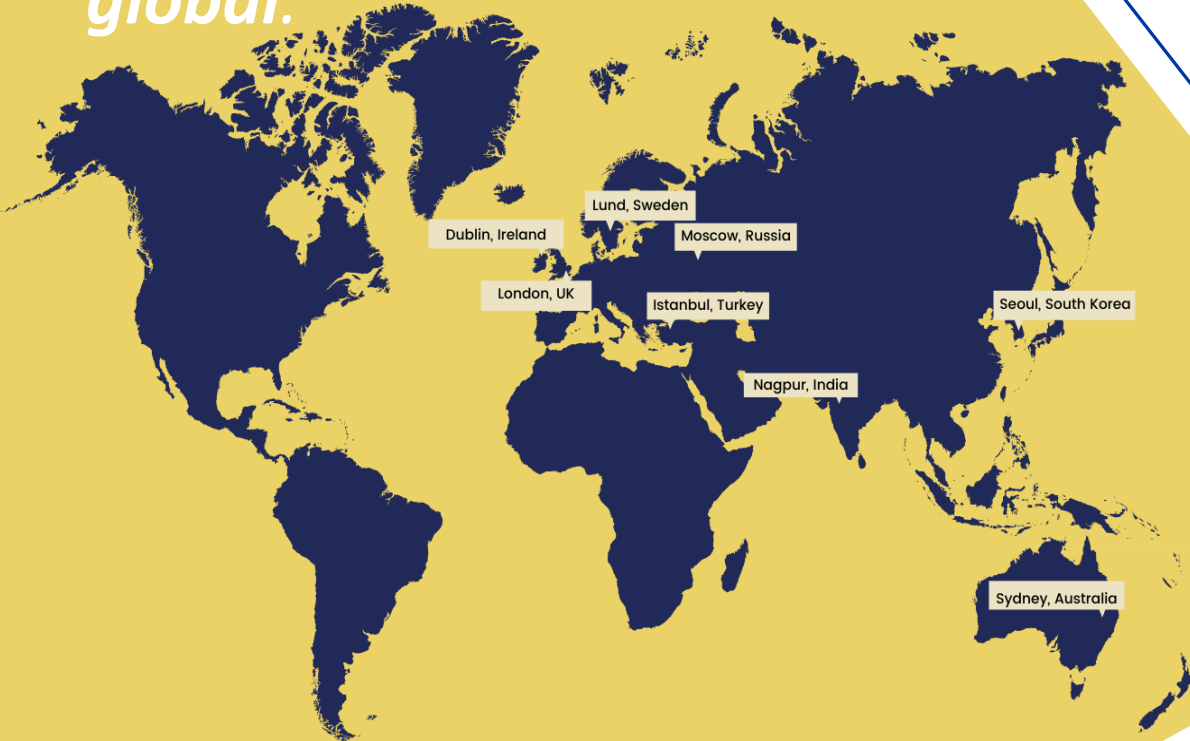 global.
Lund, Sweden
Dublin, Ireland
Moscow, Russia
London, UK
Istanbul, Turkey
Seoul, South Korea
Nagpur, India
Sydney, Australia